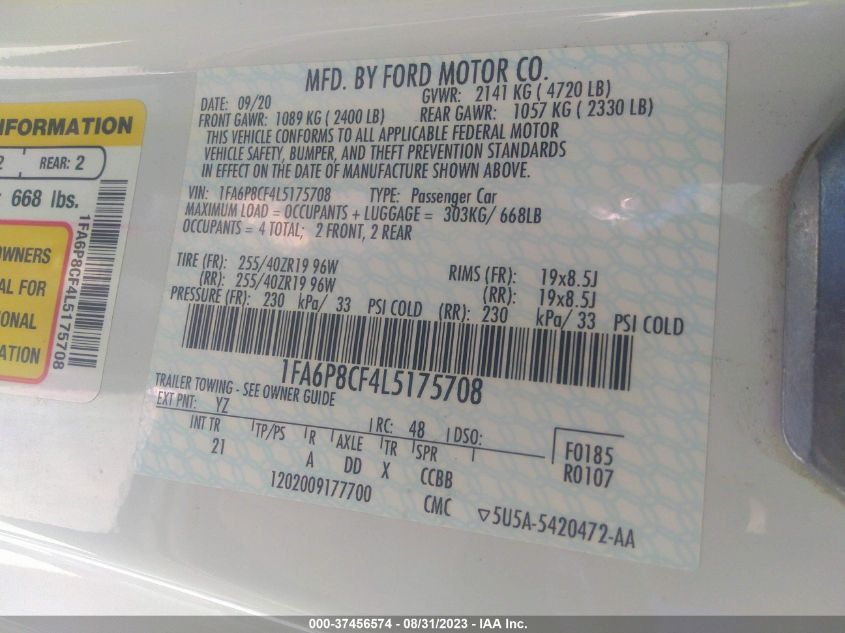 MFD. BY FORD MOTOR CO.
DATE: 09/20 GVWR: 2141 KG ( 4720 LB)
FRONT GAWR: 1089 KG ( 2400 LB) REAR GAWR: 1057 KG ( 2330 LB)
THIS VEHICLE CONFORMS TO ALL APPLICABLE FEDERAL MOTOR
VEHICLE SAFETY, BUMPER, AND THEFT PREVENTION STANDARDS
IN EFFECT ON THE DATE OF MANUFACTURE SHOWN ABOVE.
VIN: 1FA6P8CF4L5175708 TYPE: Passenger Car
MAXIMUM LOAD = OCCUPANTS + LUGGAGE = 303KG/ 668LB
OCCUPANTS = 4 TOTAL; 2 FRONT, 2 REAR
TIRE (FR): 255/40ZR19 96W RIMS (FR): 19x8.5J
(RR): 255/40ZR19 96W (RR): 19x8.5J
PRESSURE (FR): 230 kPa/ 33 PSI COLD (RR): 230 kPa/ 33 PSI COLD
1FA6P8CF4L5175708
TRAILER TOWING - SEE OWNER GUIDE
EXT PNT: YZ RC: 48 DSO:
INT TR TP/PS R AXLE TR SPR F0185
21 A DD X CCBB R0107
1202009177700 CMC ▽5U5A-5420472-AA
INFORMATION
2 REAR: 2
668 lbs.
1FA6P8CF4L5175708
OWNERS
AL FOR
IONAL
ATION
000-37456574 / 08/31/2023 - IAA Inc.